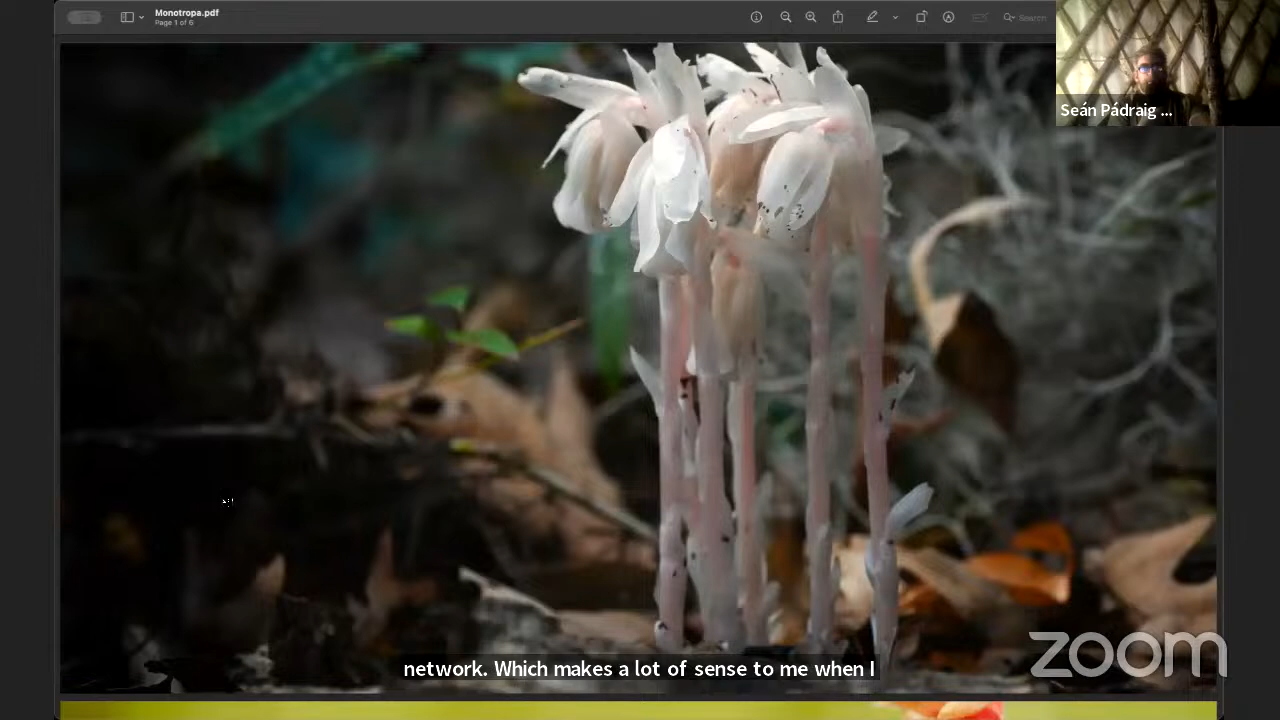 Monotropa.pdf
Page 1 of 6
Search
Seán Pádraig ...
network. Which makes a lot of sense to me when I
zoom